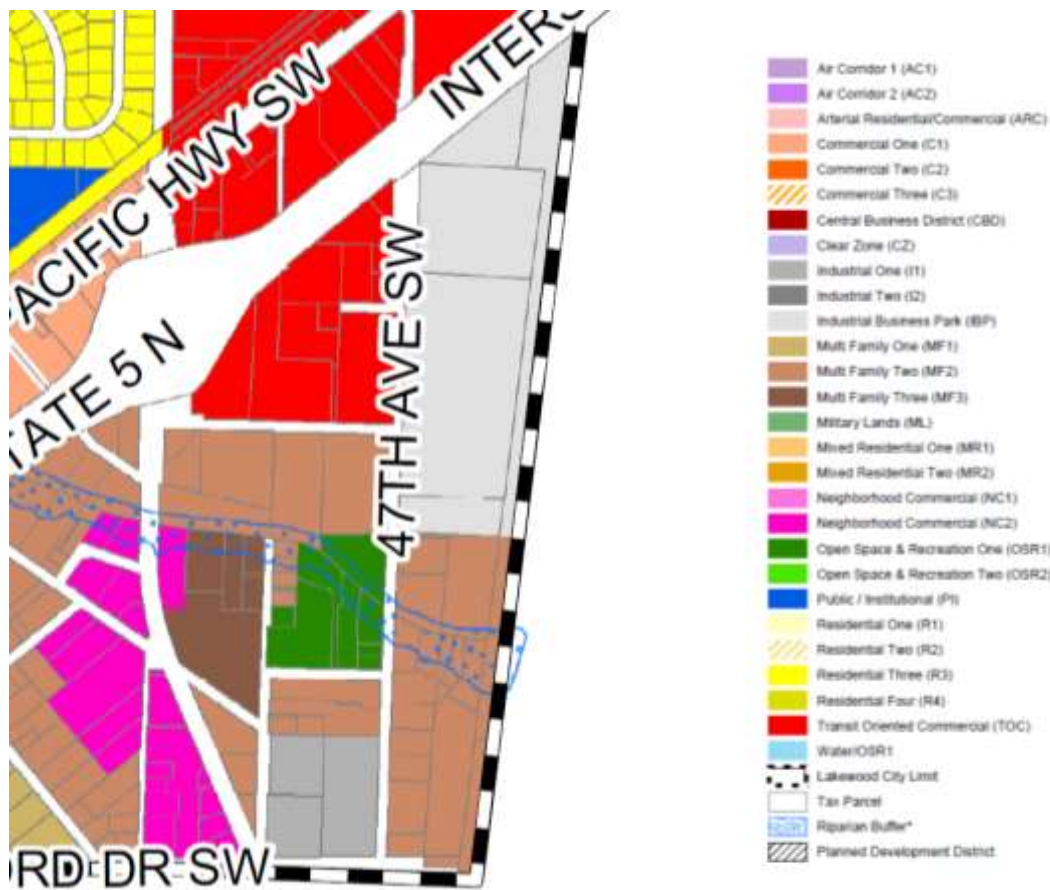 INTERS
PACIFIC HWY SW
TATE 5 N
47TH AVE SW
RD DR SW
Air Corridor 1 (AC1)
Air Corridor 2 (AC2)
Arterial Residential/Commercial (ARC)
Commercial One (C1)
Commercial Two (C2)
Commercial Three (C3)
Central Business District (CBD)
Clear Zone (CZ)
Industrial One (I1)
Industrial Two (I2)
Industrial Business Park (IBP)
Multi Family One (MF1)
Multi Family Two (MF2)
Multi Family Three (MF3)
Military Lands (ML)
Mixed Residential One (MR1)
Mixed Residential Two (MR2)
Neighborhood Commercial (NC1)
Neighborhood Commercial (NC2)
Open Space & Recreation One (OSR1)
Open Space & Recreation Two (OSR2)
Public / Institutional (PI)
Residential One (R1)
Residential Two (R2)
Residential Three (R3)
Residential Four (R4)
Transit Oriented Commercial (TOC)
Water/OSR1
Lakewood City Limit
Tax Parcel
Riparian Buffer*
Planned Development District